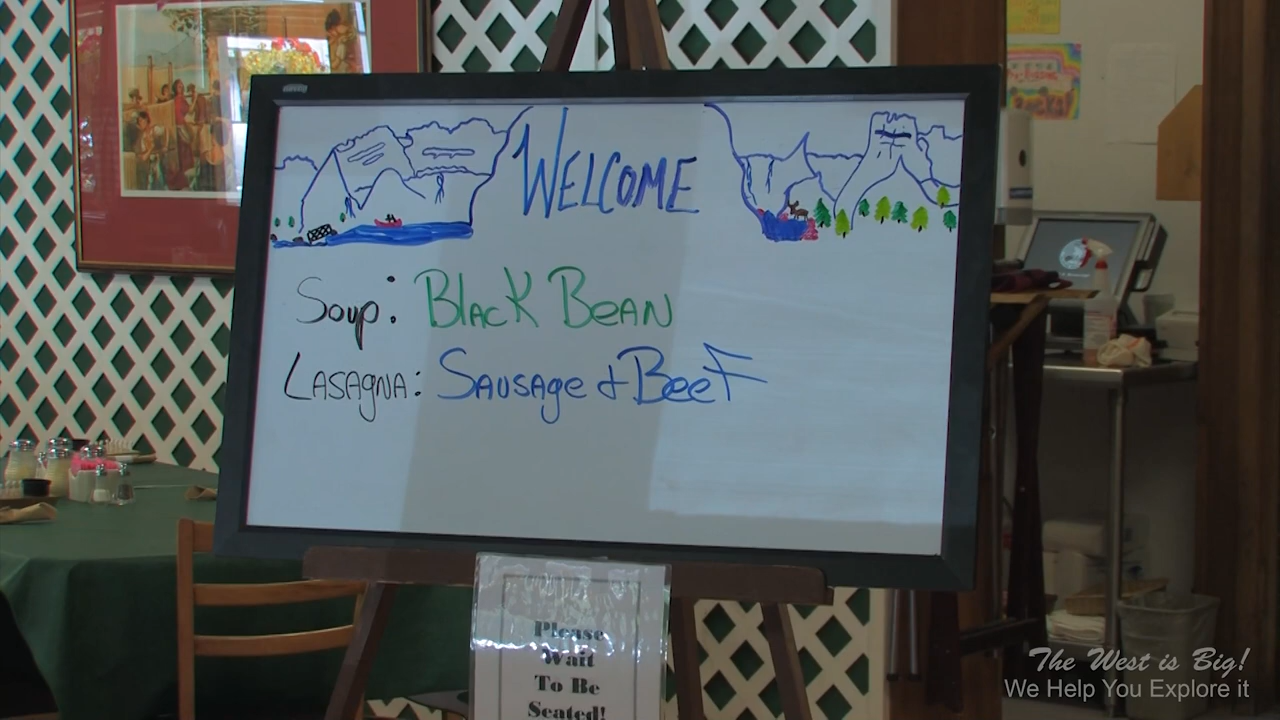 WELCOME
Soup: Black Bean
Lasagna: Sausage & Beef
Please
Wait
To Be
Seated!
The West is Big!
We Help You Explore it